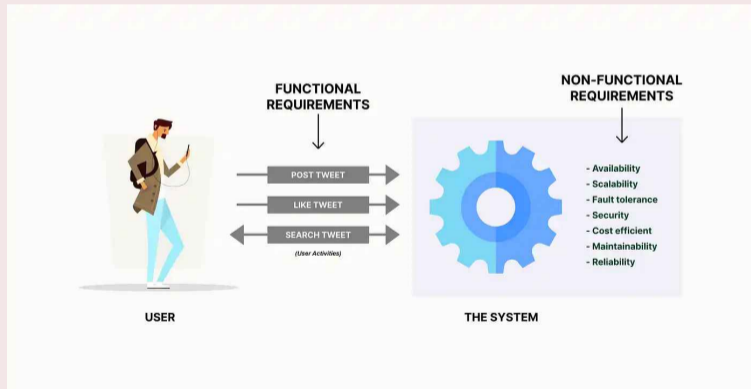 FUNCTIONAL
REQUIREMENTS
NON-FUNCTIONAL
REQUIREMENTS
POST TWEET
LIKE TWEET
SEARCH TWEET
(User Activities)
- Availability
- Scalability
- Fault tolerance
- Security
- Cost efficient
- Maintainability
- Reliability
USER
THE SYSTEM